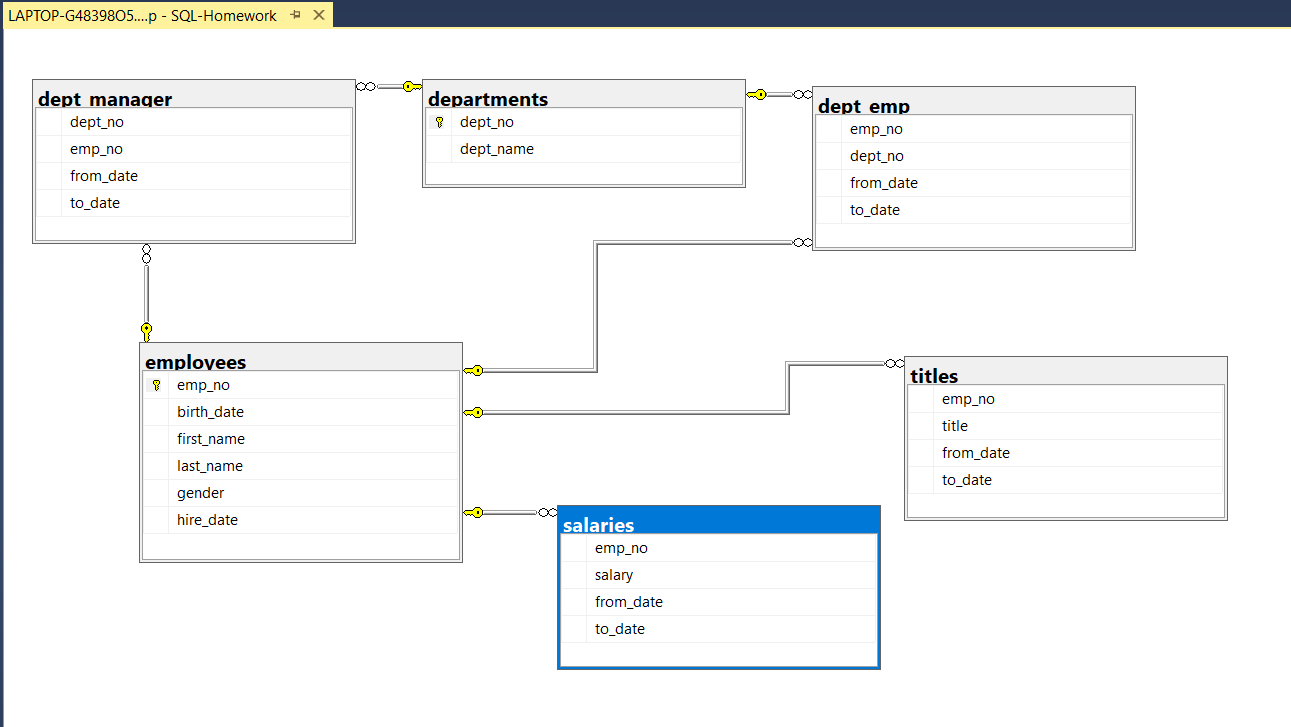 LAPTOP-G48398O5....p - SQL-Homework
dept_manager
dept_no
emp_no
from_date
to_date
departments
dept_no
dept_name
dept_emp
emp_no
dept_no
from_date
to_date
employees
emp_no
birth_date
first_name
last_name
gender
hire_date
titles
emp_no
title
from_date
to_date
salaries
emp_no
salary
from_date
to_date